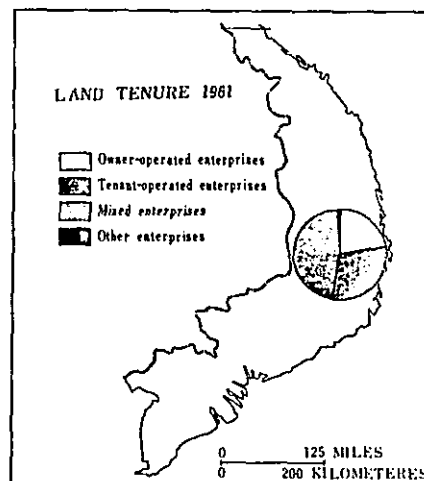 LAND TENURE 1961
Owner-operated enterprises
Tenant-operated enterprises
Mixed enterprises
Other enterprises
0 125 MILES
0 200 KILOMETERES